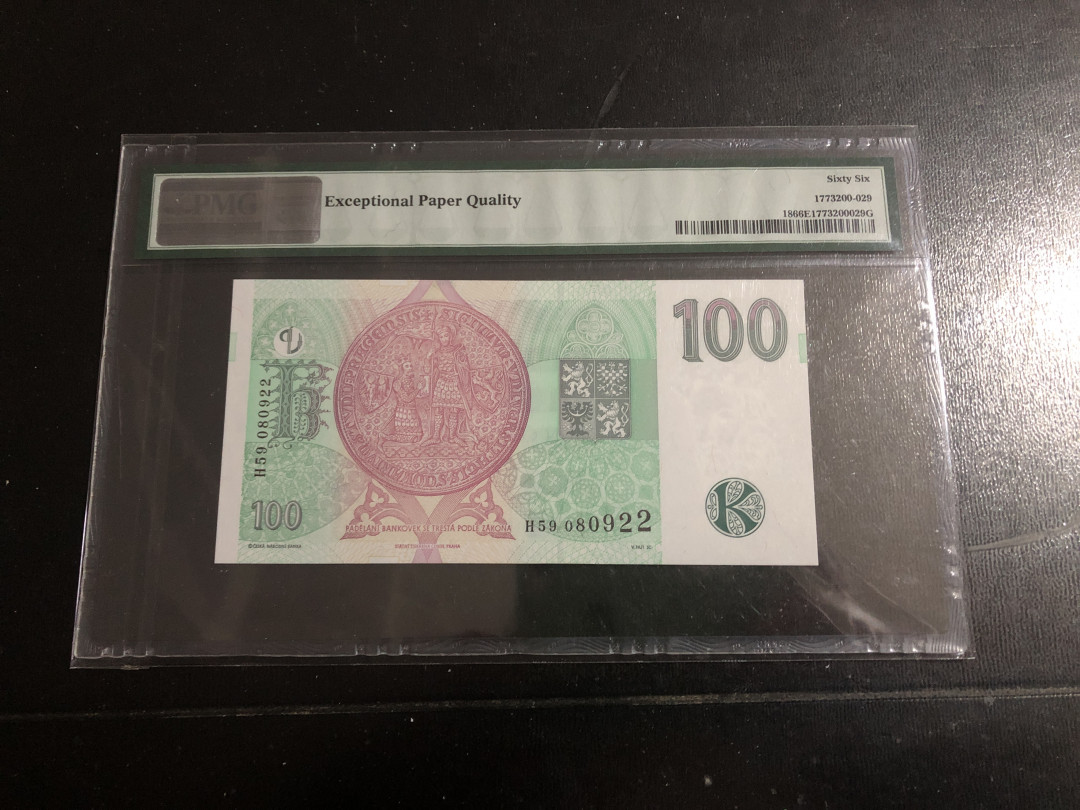 PMG
Exceptional Paper Quality
Sixty Six
1773200-029
1866E1773200029G
100
H59 080922
100
PADĚLÁNÍ BANKOVEK SE TRESTÁ PODLE ZÁKONA
H59 080922